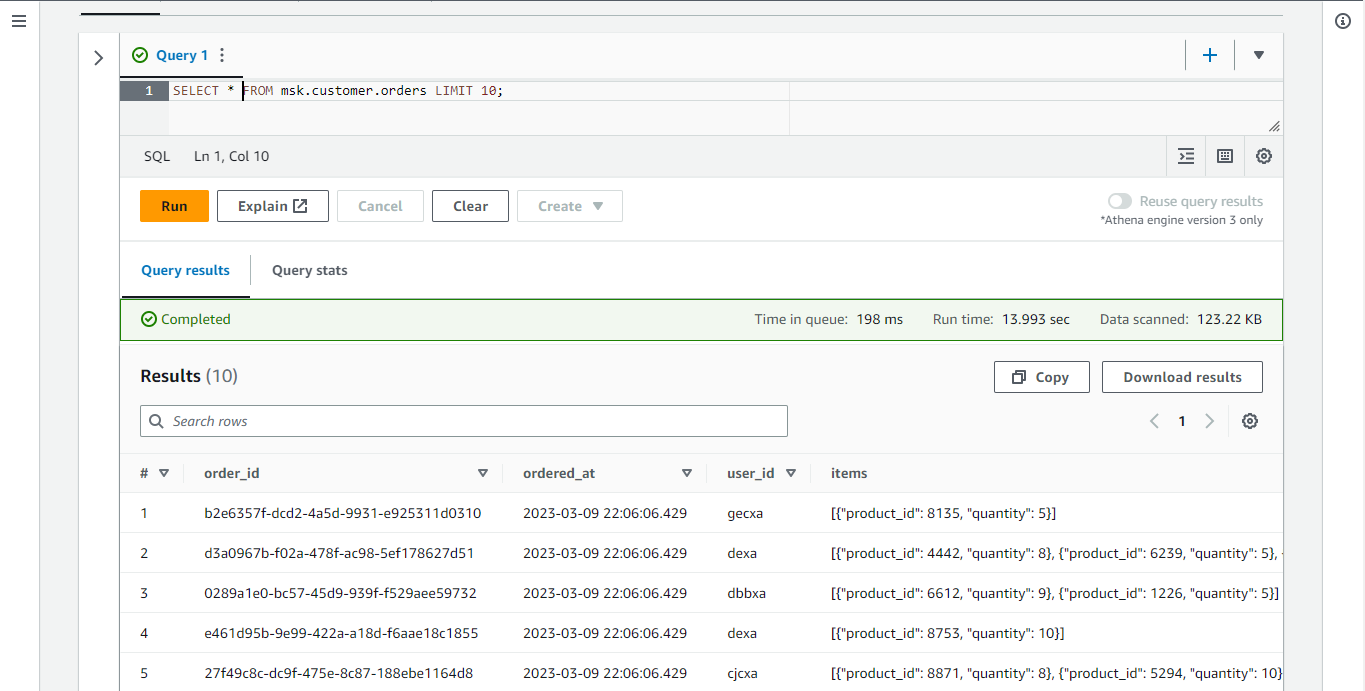 Query 1
1 SELECT * FROM msk.customer.orders LIMIT 10;
SQL Ln 1, Col 10
Run Explain Cancel Clear Create Reuse query results
*Athena engine version 3 only
Query results Query stats
Completed Time in queue: 198 ms Run time: 13.993 sec Data scanned: 123.22 KB
Results (10) Copy Download results
Search rows 1
# order_id ordered_at user_id items
1 b2e6357f-dcd2-4a5d-9931-e925311d0310 2023-03-09 22:06:06.429 gecxa [{"product_id": 8135, "quantity": 5}]
2 d3a0967b-f02a-478f-ac98-5ef178627d51 2023-03-09 22:06:06.429 dexa [{"product_id": 4442, "quantity": 8}, {"product_id": 6239, "quantity": 5},
3 0289a1e0-bc57-45d9-939f-f529aee59732 2023-03-09 22:06:06.429 dbbxa [{"product_id": 6612, "quantity": 9}, {"product_id": 1226, "quantity": 5}]
4 e461d95b-9e99-422a-a18d-f6aae18c1855 2023-03-09 22:06:06.429 dexa [{"product_id": 8753, "quantity": 10}]
5 27f49c8c-dc9f-475e-8c87-188ebe1164d8 2023-03-09 22:06:06.429 cjcxa [{"product_id": 8871, "quantity": 8}, {"product_id": 5294, "quantity": 10}